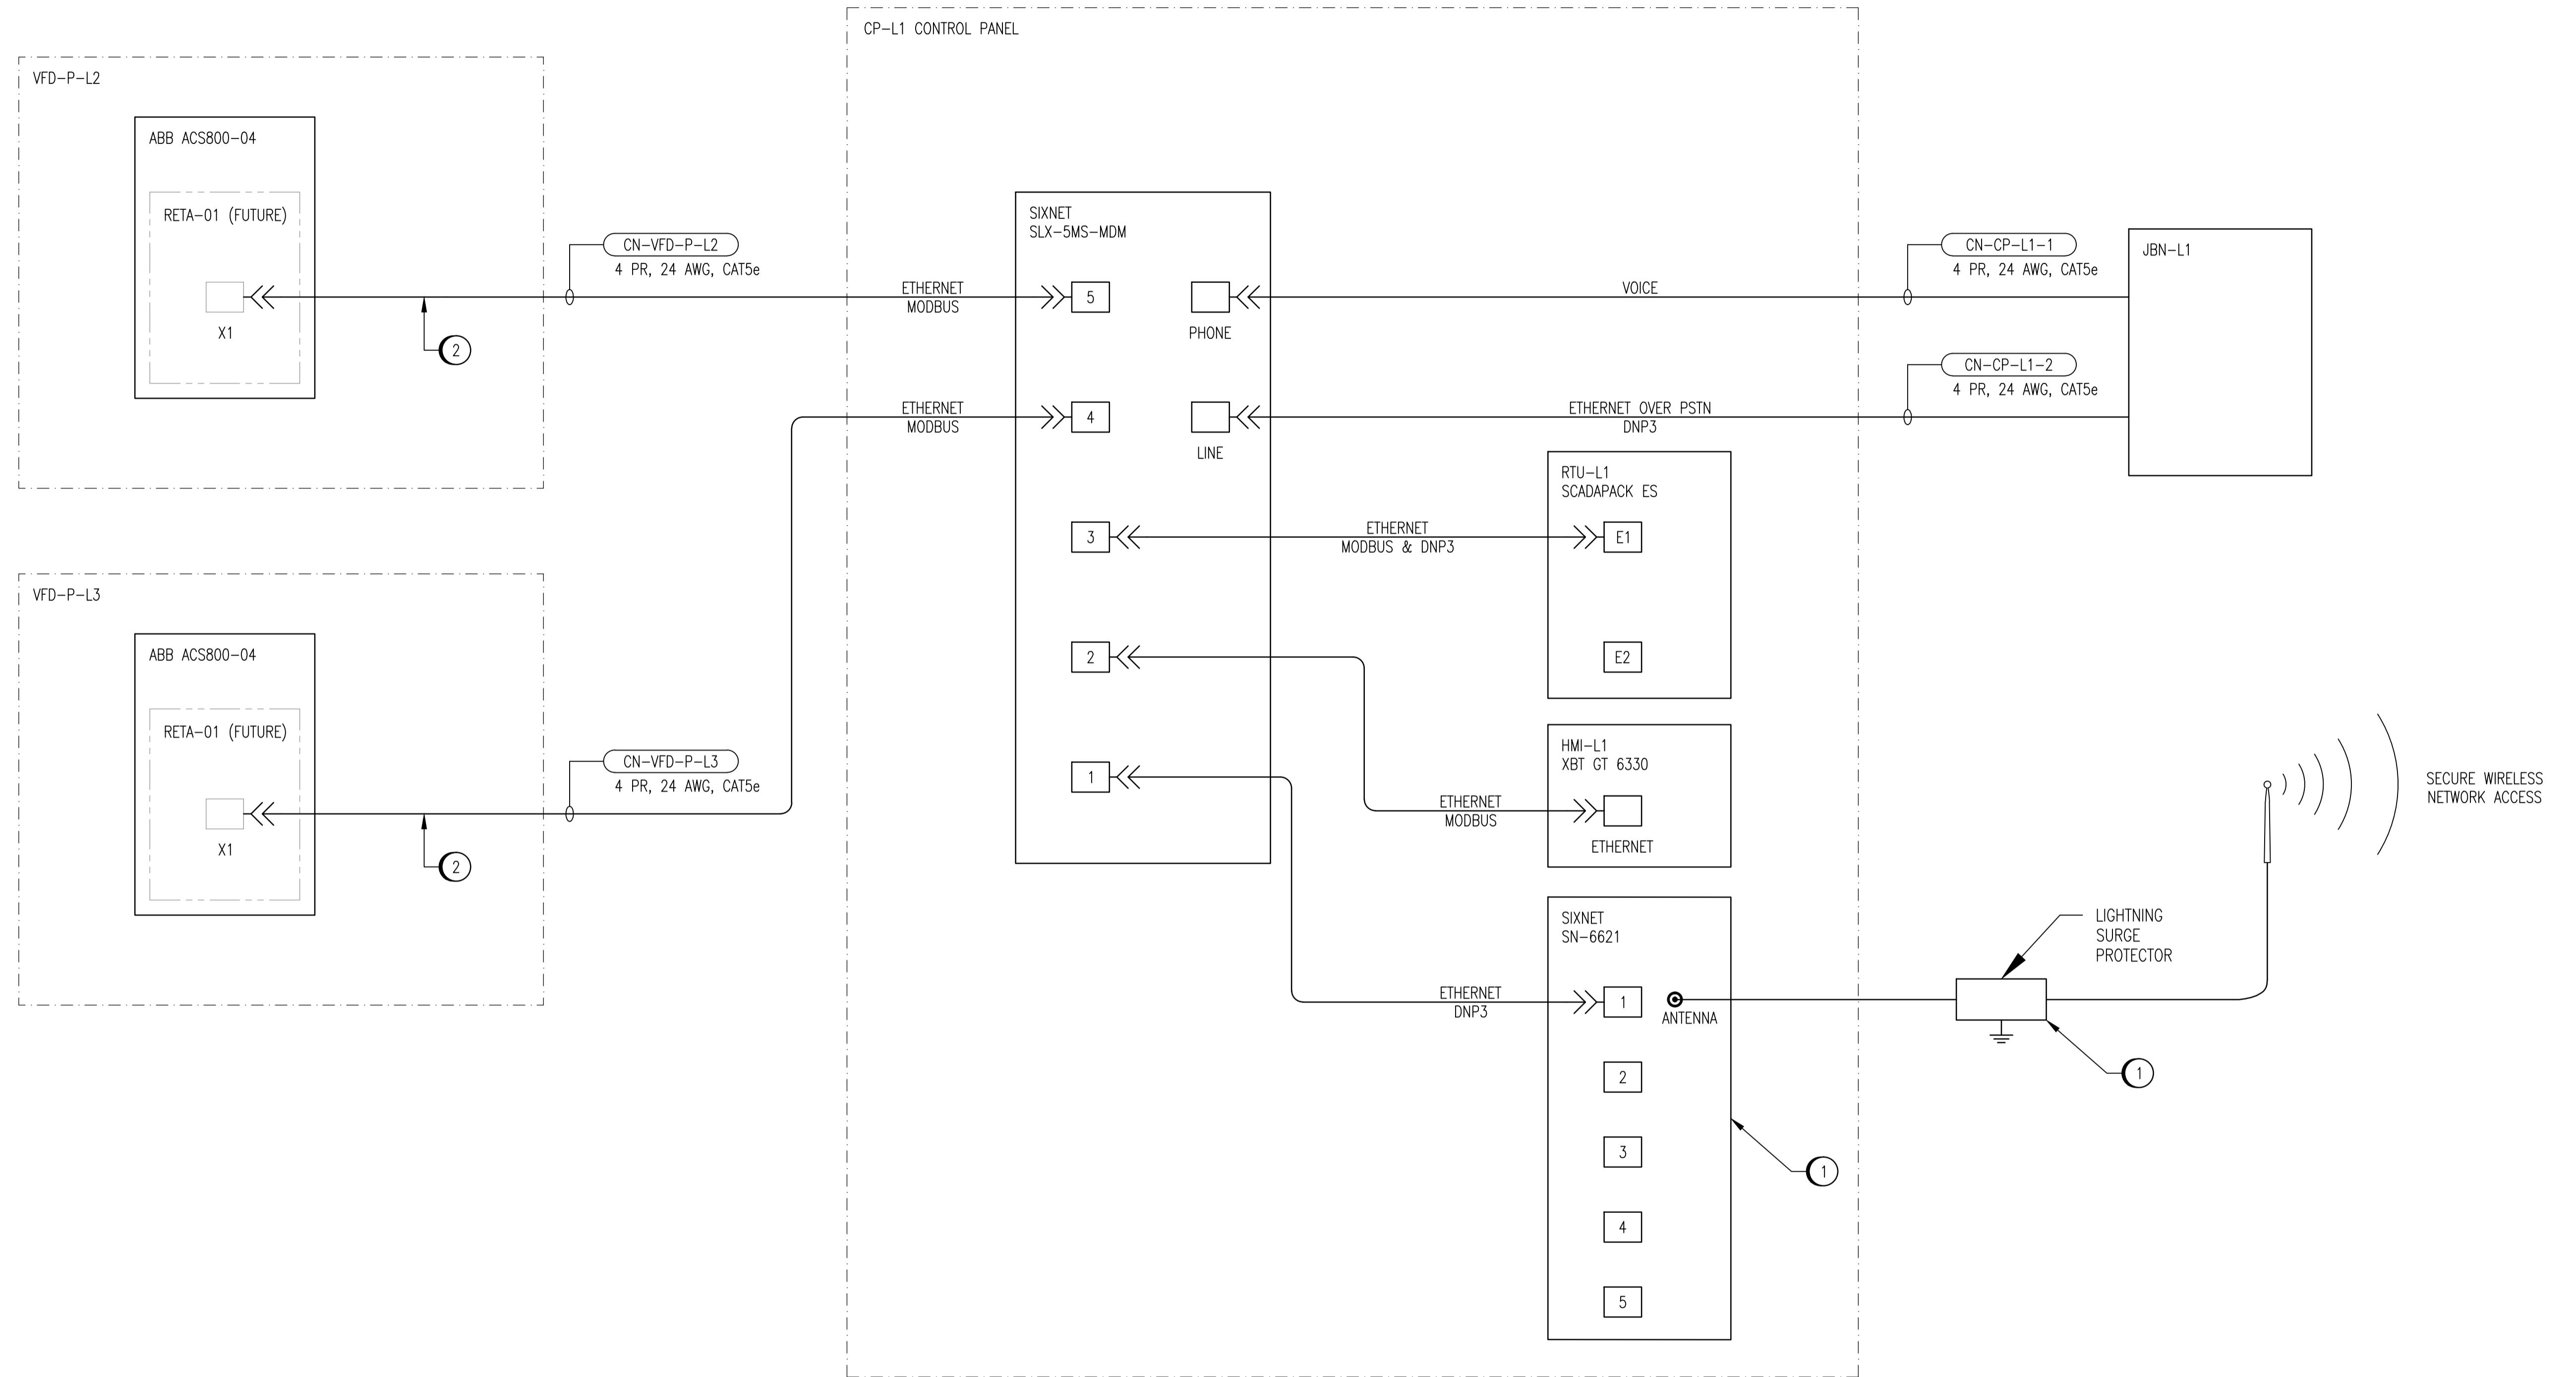 CP-L1 CONTROL PANEL
VFD-P-L2
ABB ACS800-04
RETA-01 (FUTURE)
X1
2
CN-VFD-P-L2
4 PR, 24 AWG, CAT5e
ETHERNET
MODBUS
VFD-P-L3
ABB ACS800-04
RETA-01 (FUTURE)
X1
2
CN-VFD-P-L3
4 PR, 24 AWG, CAT5e
ETHERNET
MODBUS
SIXNET
SLX-5MS-MDM
5
4
3
2
1
PHONE
LINE
VOICE
CN-CP-L1-1
4 PR, 24 AWG, CAT5e
ETHERNET OVER PSTN
DNP3
CN-CP-L1-2
4 PR, 24 AWG, CAT5e
JBN-L1
ETHERNET
MODBUS & DNP3
RTU-L1
SCADAPACK ES
E1
E2
ETHERNET
MODBUS
HMI-L1
XBT GT 6330
ETHERNET
ETHERNET
DNP3
SIXNET
SN-6621
1
2
3
4
5
ANTENNA
1
LIGHTNING
SURGE
PROTECTOR
1
SECURE WIRELESS
NETWORK ACCESS